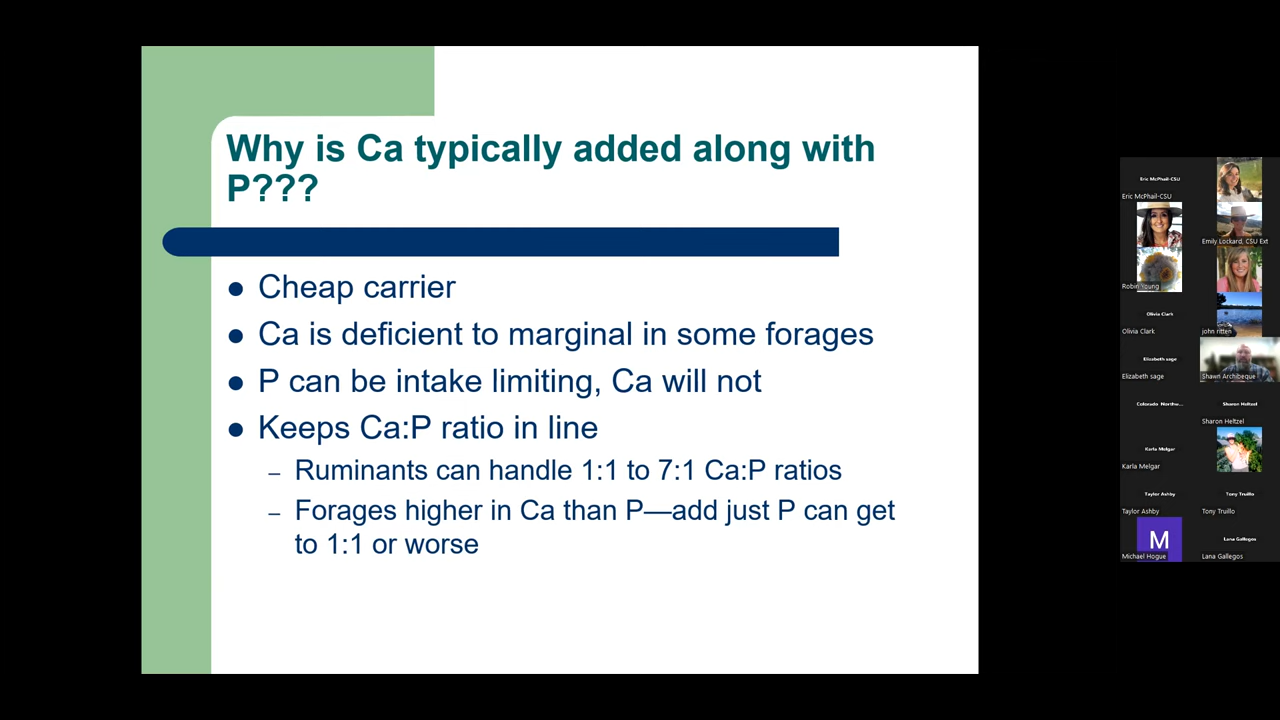 Why is Ca typically added along with
P???
● Cheap carrier
● Ca is deficient to marginal in some forages
● P can be intake limiting, Ca will not
● Keeps Ca:P ratio in line
– Ruminants can handle 1:1 to 7:1 Ca:P ratios
– Forages higher in Ca than P—add just P can get
to 1:1 or worse
Eric McPhail-CSU
Eric McPhail-CSU
Emily Lockard, CSU Ext
Robin Young
Olivia Clark
Olivia Clark
john ritten
Elizabeth sage
Elizabeth sage
Shawn Archibeque
Colorado Northw...
Sharon Heltzel
Sharon Heltzel
Karla Melgar
Karla Melgar
Taylor Ashby
Tony Truillo
Taylor Ashby
Tony Truillo
M
Lana Gallegos
Michael Hogue
Lana Gallegos